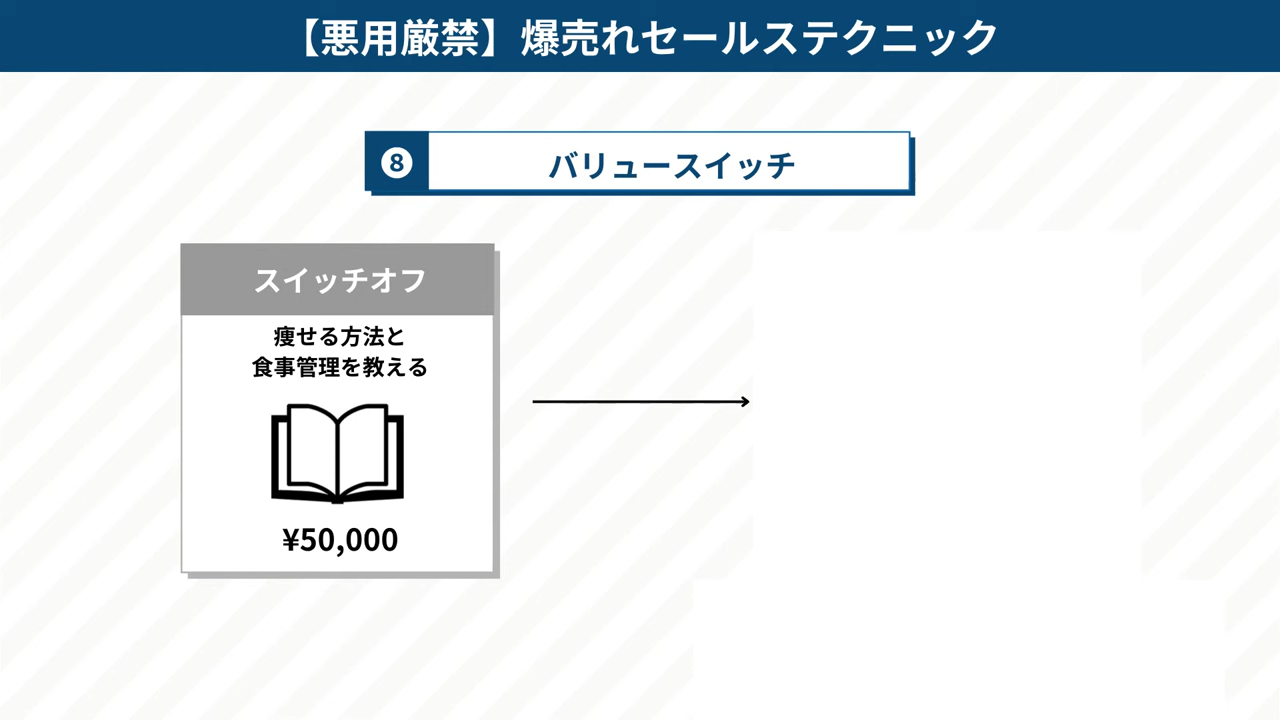 【悪用厳禁】爆売れセールステクニック
8
バリュースイッチ
スイッチオフ
痩せる方法と
食事管理を教える
¥50,000